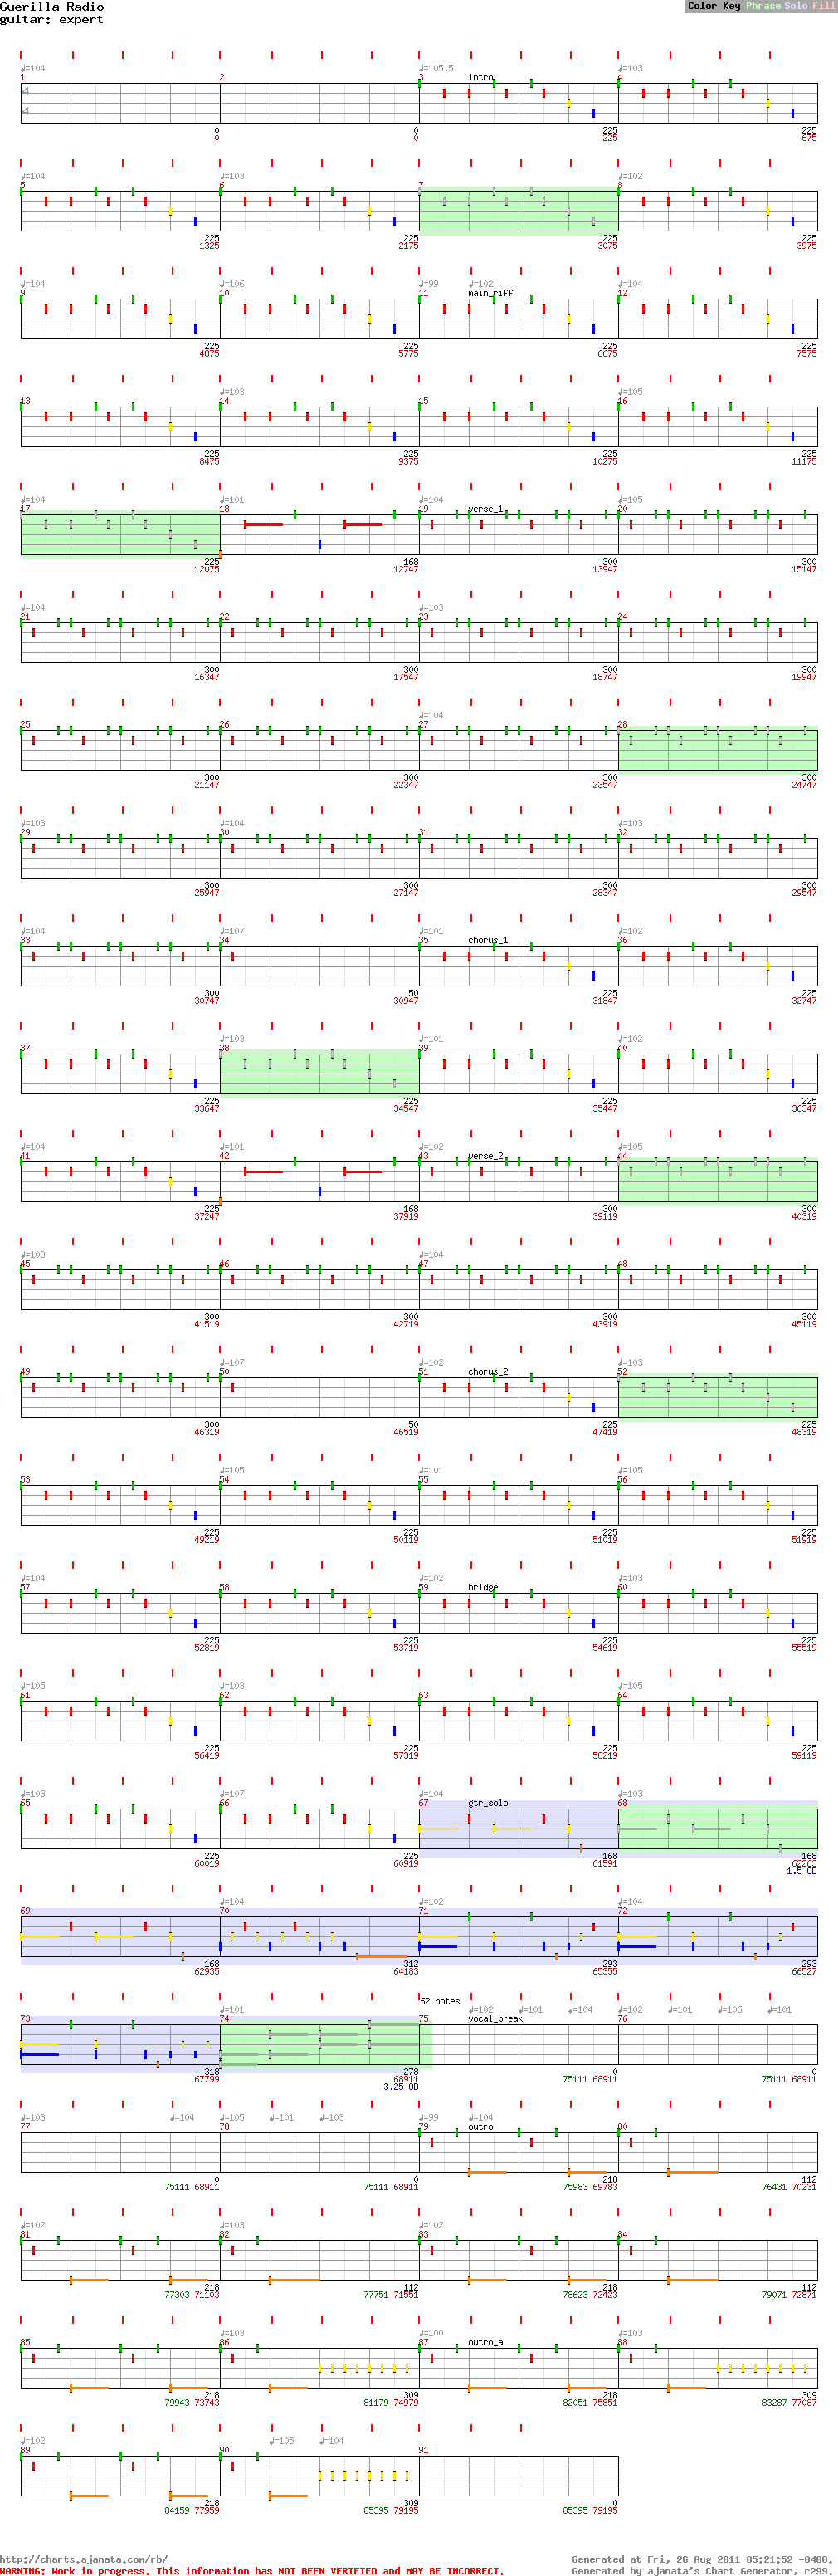 Guerilla Radio
Color Key Phrase Solo Fill
guitar: expert
♩=104 ♩=105.5 ♩=103
1 2 3 intro 4
4
4
0 0 225 225
0 0 225 675
♩=104 ♩=103 ♩=102
5 6 7 8
225 225 225 225
1325 2175 3075 3975
♩=104 ♩=106 ♩=99 ♩=102 ♩=104
9 10 11 main_riff 12
225 225 225 225
4875 5775 6675 7575
♩=103 ♩=105
13 14 15 16
225 225 225 225
8475 9375 10275 11175
♩=104 ♩=101 ♩=104 ♩=105
17 18 19 verse_1 20
225 168 300 300
12075 12747 13947 15147
♩=104 ♩=103
21 22 23 24
300 300 300 300
16347 17547 18747 19947
♩=104
25 26 27 28
300 300 300 300
21147 22347 23547 24747
♩=103 ♩=104 ♩=103
29 30 31 32
300 300 300 300
25947 27147 28347 29547
♩=104 ♩=107 ♩=101 ♩=102
33 34 35 chorus_1 36
300 50 225 225
30747 30947 31847 32747
♩=103 ♩=101 ♩=102
37 38 39 40
225 225 225 225
33647 34547 35447 36347
♩=104 ♩=101 ♩=102 ♩=105
41 42 43 verse_2 44
225 168 300 300
37247 37919 39119 40319
♩=103 ♩=104
45 46 47 48
300 300 300 300
41519 42719 43919 45119
♩=107 ♩=102 ♩=103
49 50 51 chorus_2 52
300 50 225 225
46319 46519 47419 48319
♩=105 ♩=101 ♩=105
53 54 55 56
225 225 225 225
49219 50119 51019 51919
♩=104 ♩=102 ♩=103
57 58 59 bridge 60
225 225 225 225
52819 53719 54619 55519
♩=105 ♩=103 ♩=105
61 62 63 64
225 225 225 225
56419 57319 58219 59119
♩=103 ♩=107 ♩=104 ♩=103
65 66 67 gtr_solo 68
225 225 168 168
60019 60919 61591 62263
1.5 OD
♩=104 ♩=102 ♩=104
69 70 71 72
168 312 293 293
62935 64183 65355 66527
62 notes
♩=101 ♩=102 ♩=101 ♩=104 ♩=102 ♩=101 ♩=106 ♩=101
73 74 75 vocal_break 76
318 278 0 0
67799 68911 75111 68911 75111 68911
3.25 OD
♩=103 ♩=104 ♩=105 ♩=101 ♩=103 ♩=99 ♩=104
77 78 79 outro 80
0 0 218 112
75111 68911 75111 68911 75983 69783 76431 70231
♩=102 ♩=103 ♩=102
81 82 83 84
218 112 218 112
77303 71103 77751 71551 78623 72423 79071 72871
♩=103 ♩=100 ♩=103
85 86 87 outro_a 88
218 309 218 309
79943 73743 81179 74979 82051 75851 83287 77087
♩=102 ♩=105 ♩=104
89 90 91
218 309 0
84159 77959 85395 79195 85395 79195
http://charts.ajanata.com/rb/
Generated at Fri, 26 Aug 2011 05:21:52 -0400.
WARNING: Work in progress. This information has NOT BEEN VERIFIED and MAY BE INCORRECT.
Generated by ajanata's Chart Generator, r299.